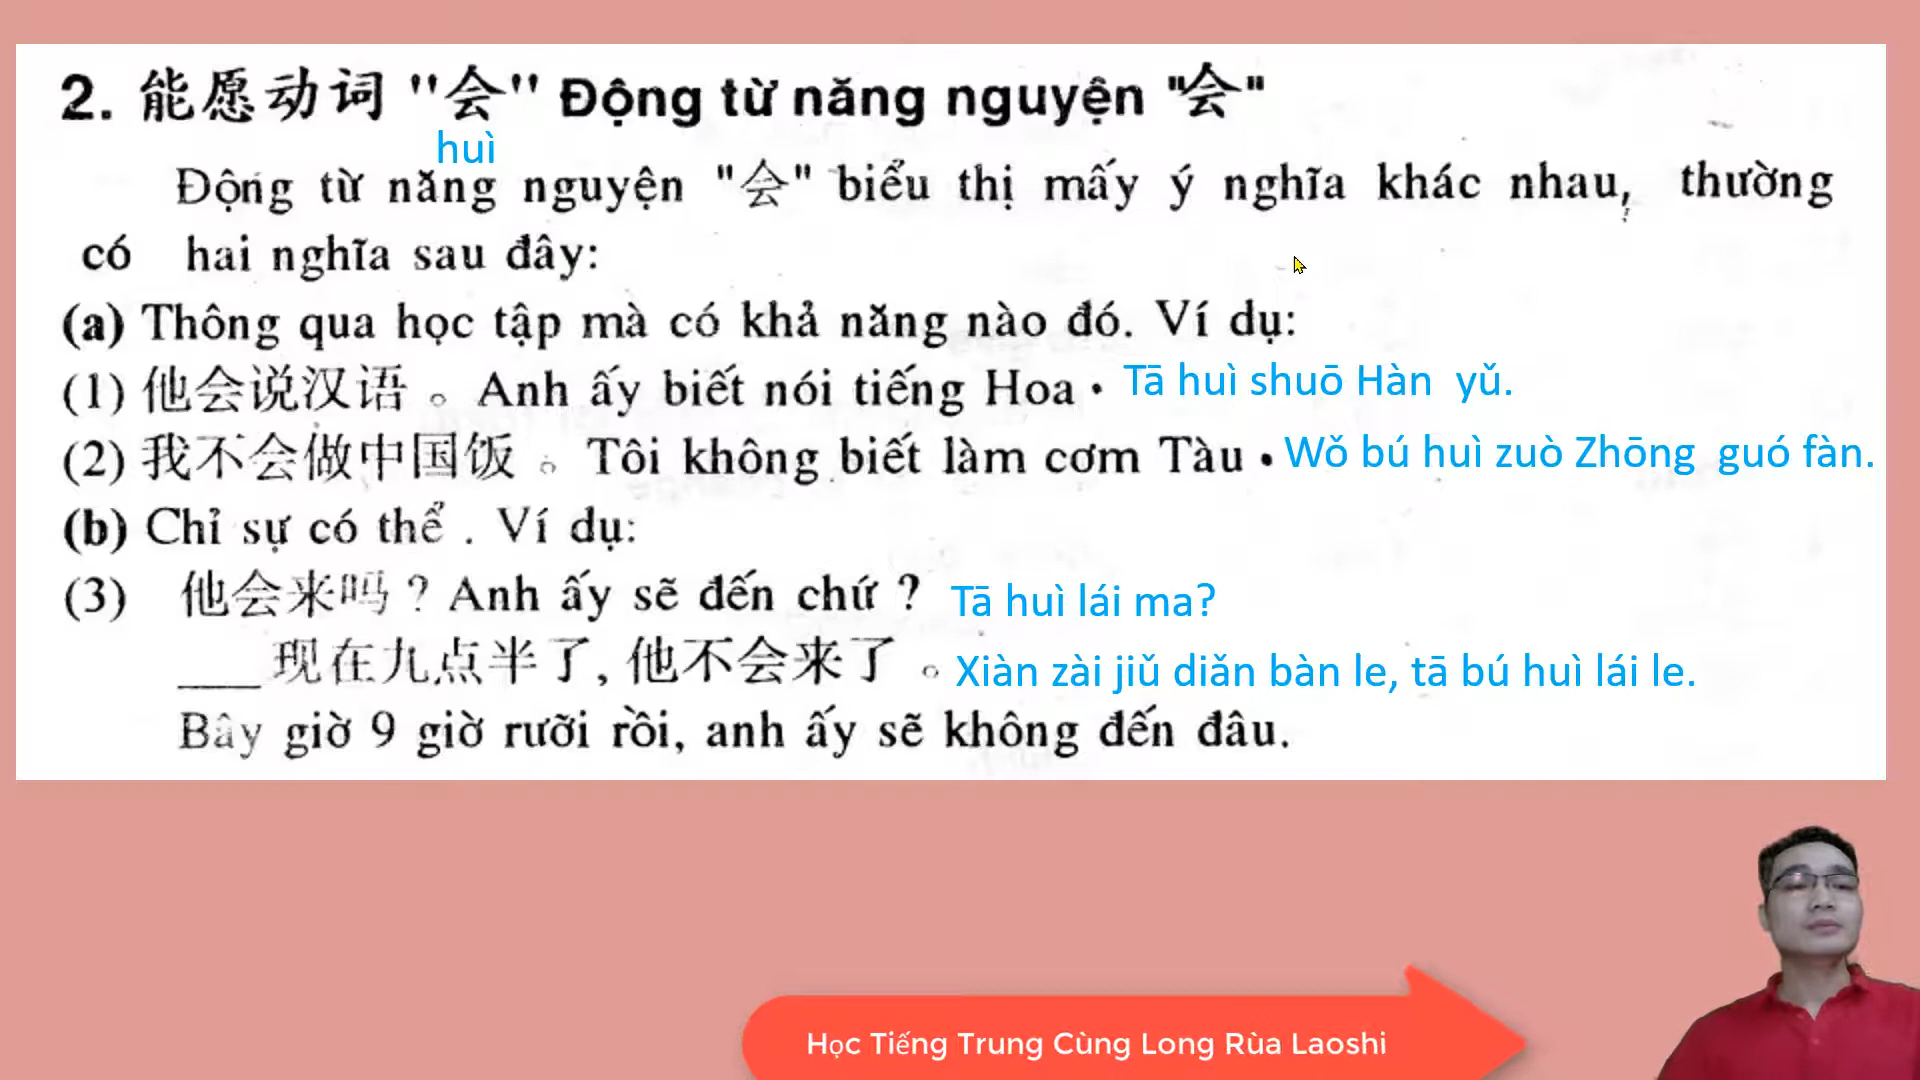 2. 能愿动词 "会" Động từ năng nguyện "会"
huì
Động từ năng nguyện "会" biểu thị mấy ý nghĩa khác nhau, thường
có hai nghĩa sau đây:
(a) Thông qua học tập mà có khả năng nào đó. Ví dụ:
(1) 他会说汉语。Anh ấy biết nói tiếng Hoa. Tā huì shuō Hàn yǔ.
(2) 我不会做中国饭。Tôi không biết làm cơm Tàu. Wǒ bú huì zuò Zhōng guó fàn.
(b) Chỉ sự có thể. Ví dụ:
(3) 他会来吗? Anh ấy sẽ đến chứ? Tā huì lái ma?
___现在九点半了, 他不会来了。Xiàn zài jiǔ diǎn bàn le, tā bú huì lái le.
Bây giờ 9 giờ rưỡi rồi, anh ấy sẽ không đến đâu.
Học Tiếng Trung Cùng Long Rùa Laoshi